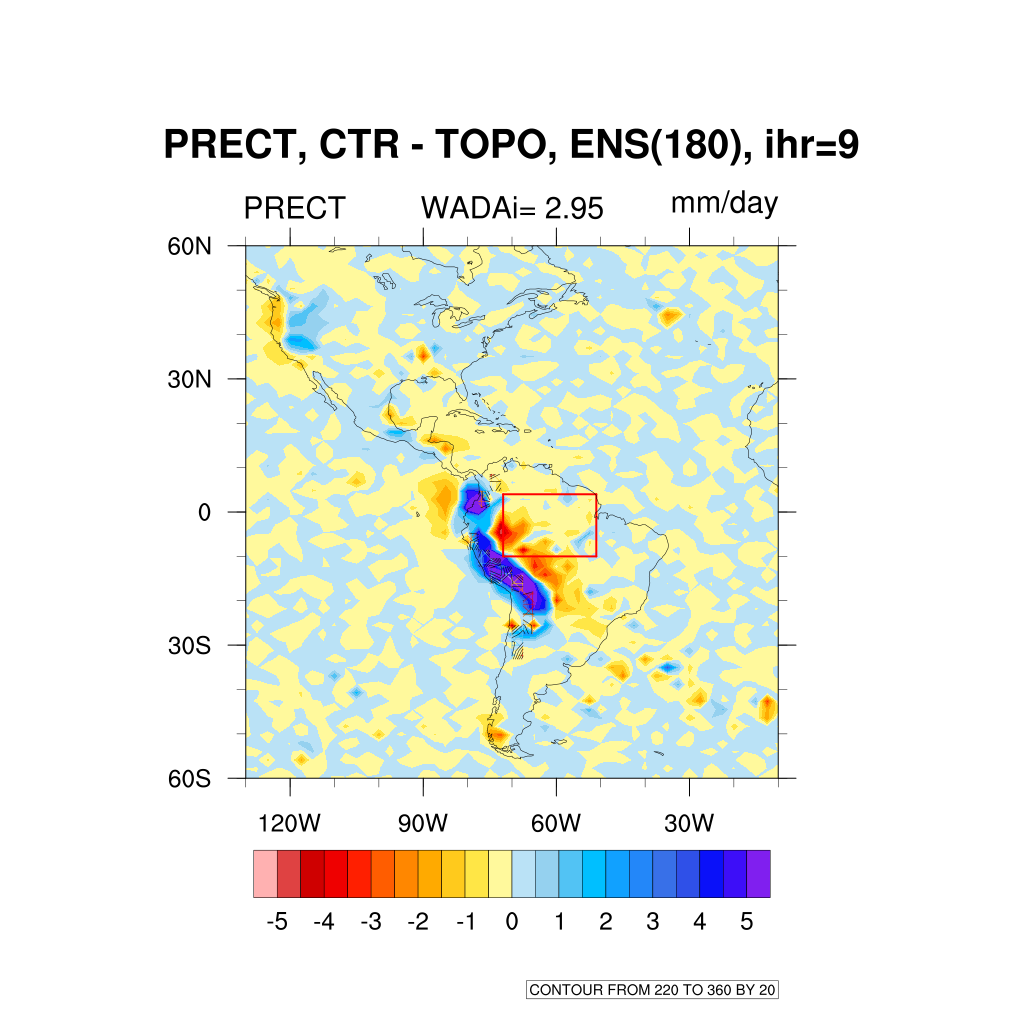 PRECT, CTR - TOPO, ENS(180), ihr=9
PRECT WADAi= 2.95 mm/day
60N
30N
0
30S
60S
120W 90W 60W 30W
-5 -4 -3 -2 -1 0 1 2 3 4 5
CONTOUR FROM 220 TO 360 BY 20